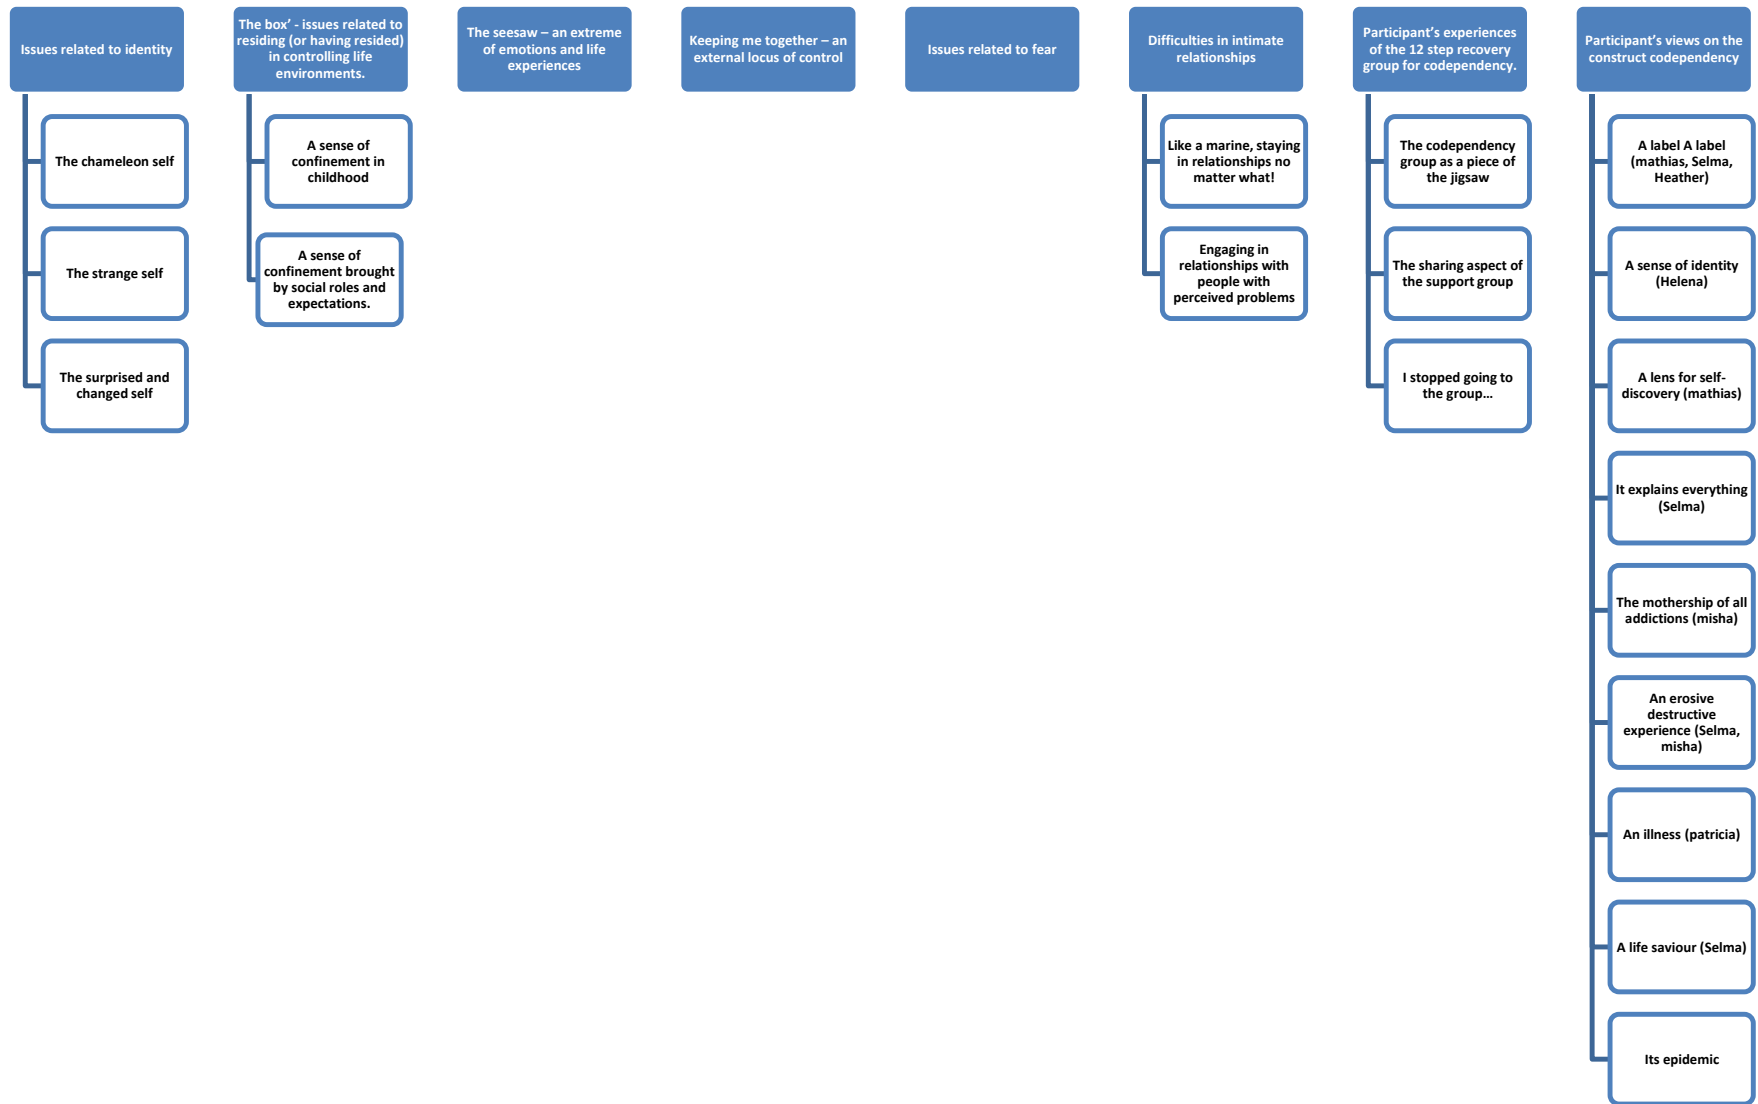 Issues related to identity
The chameleon self
The strange self
The surprised and
changed self
The box’ - issues related to
residing (or having resided)
in controlling life
environments.
A sense of
confinement in
childhood
A sense of
confinement brought
by social roles and
expectations.
The seesaw – an extreme
of emotions and life
experiences
Keeping me together – an
external locus of control
Issues related to fear
Difficulties in intimate
relationships
Like a marine, staying
in relationships no
matter what!
Engaging in
relationships with
people with
perceived problems
Participant’s experiences
of the 12 step recovery
group for codependency.
The codependency
group as a piece of
the jigsaw
The sharing aspect of
the support group
I stopped going to
the group…
Participant’s views on the
construct codependency
A label A label
(mathias, Selma,
Heather)
A sense of identity
(Helena)
A lens for self-
discovery (mathias)
It explains everything
(Selma)
The mothership of all
addictions (misha)
An erosive
destructive
experience (Selma,
misha)
An illness (patricia)
A life saviour (Selma)
Its epidemic